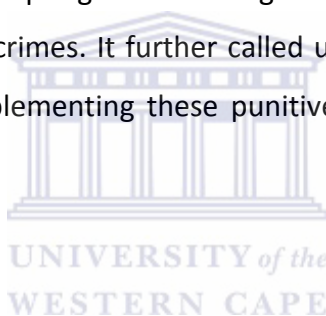 crimes. It further called u
plementing these punitive
UNIVERSITY of the
WESTERN CAPE